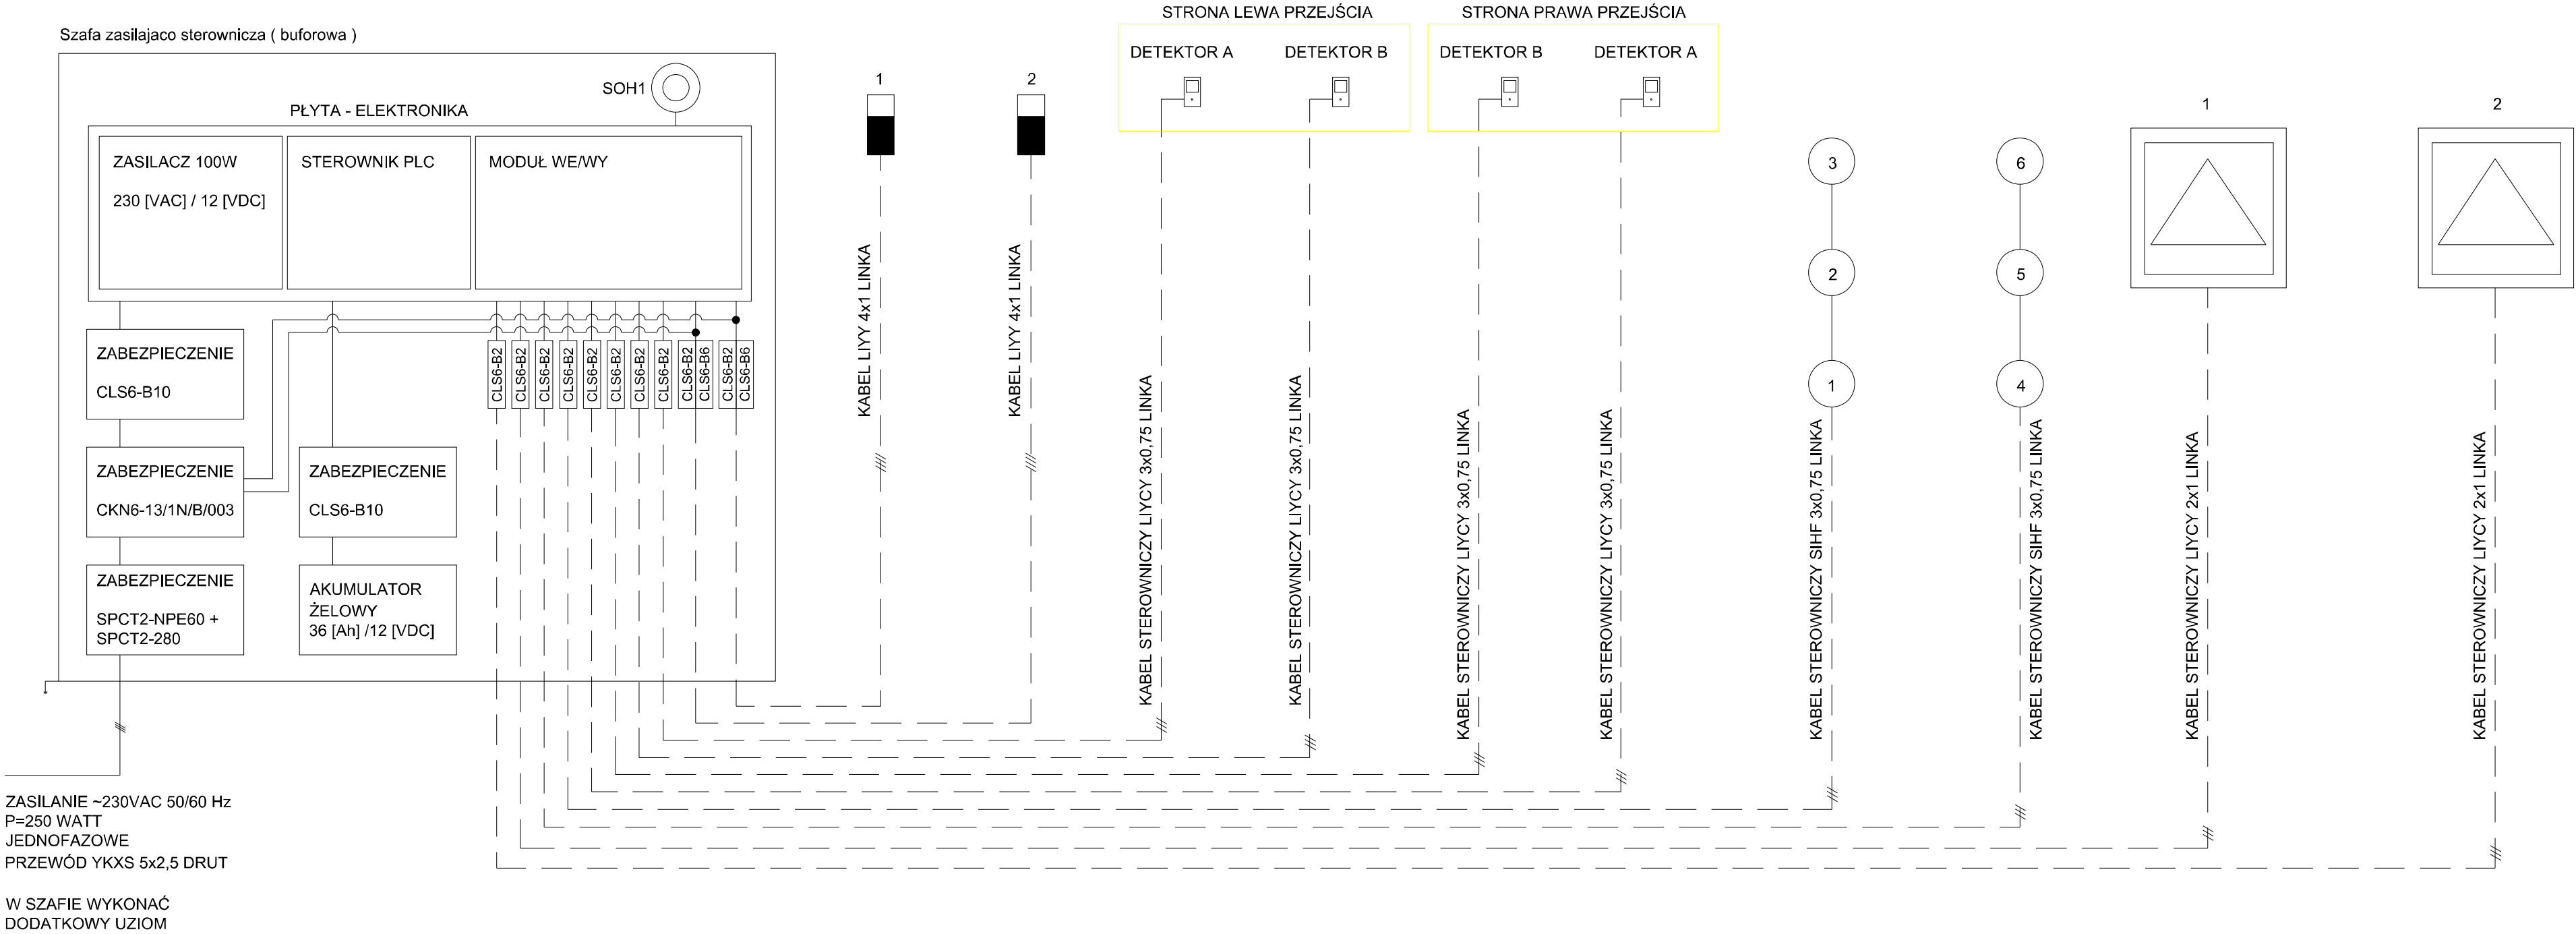 STRONA LEWA PRZEJŚCIA
STRONA PRAWA PRZEJŚCIA
Szafa zasilajaco sterownicza ( buforowa )
SOH1
PŁYTA - ELEKTRONIKA
ZASILACZ 100W
230 [VAC] / 12 [VDC]
STEROWNIK PLC
MODUŁ WE/WY
ZABEZPIECZENIE
CLS6-B10
ZABEZPIECZENIE
CKN6-13/1N/B/003
ZABEZPIECZENIE
SPCT2-NPE60 +
SPCT2-280
ZABEZPIECZENIE
CLS6-B10
AKUMULATOR
ŻELOWY
36 [Ah] /12 [VDC]
CLS6-B2
CLS6-B2
CLS6-B2
CLS6-B2
CLS6-B2
CLS6-B2
CLS6-B2
CLS6-B2
CLS6-B2
CLS6-B6
CLS6-B2
CLS6-B6
1
2
KABEL LIYY 4x1 LINKA
KABEL LIYY 4x1 LINKA
DETEKTOR A
DETEKTOR B
DETEKTOR B
DETEKTOR A
KABEL STEROWNICZY LIYCY 3x0,75 LINKA
KABEL STEROWNICZY LIYCY 3x0,75 LINKA
KABEL STEROWNICZY LIYCY 3x0,75 LINKA
KABEL STEROWNICZY LIYCY 3x0,75 LINKA
3
2
1
KABEL STEROWNICZY SIHF 3x0,75 LINKA
6
5
4
KABEL STEROWNICZY SIHF 3x0,75 LINKA
1
2
KABEL STEROWNICZY LIYCY 2x1 LINKA
KABEL STEROWNICZY LIYCY 2x1 LINKA
ZASILANIE ~230VAC 50/60 Hz
P=250 WATT
JEDNOFAZOWE
PRZEWÓD YKXS 5x2,5 DRUT
W SZAFIE WYKONAĆ
DODATKOWY UZIOM